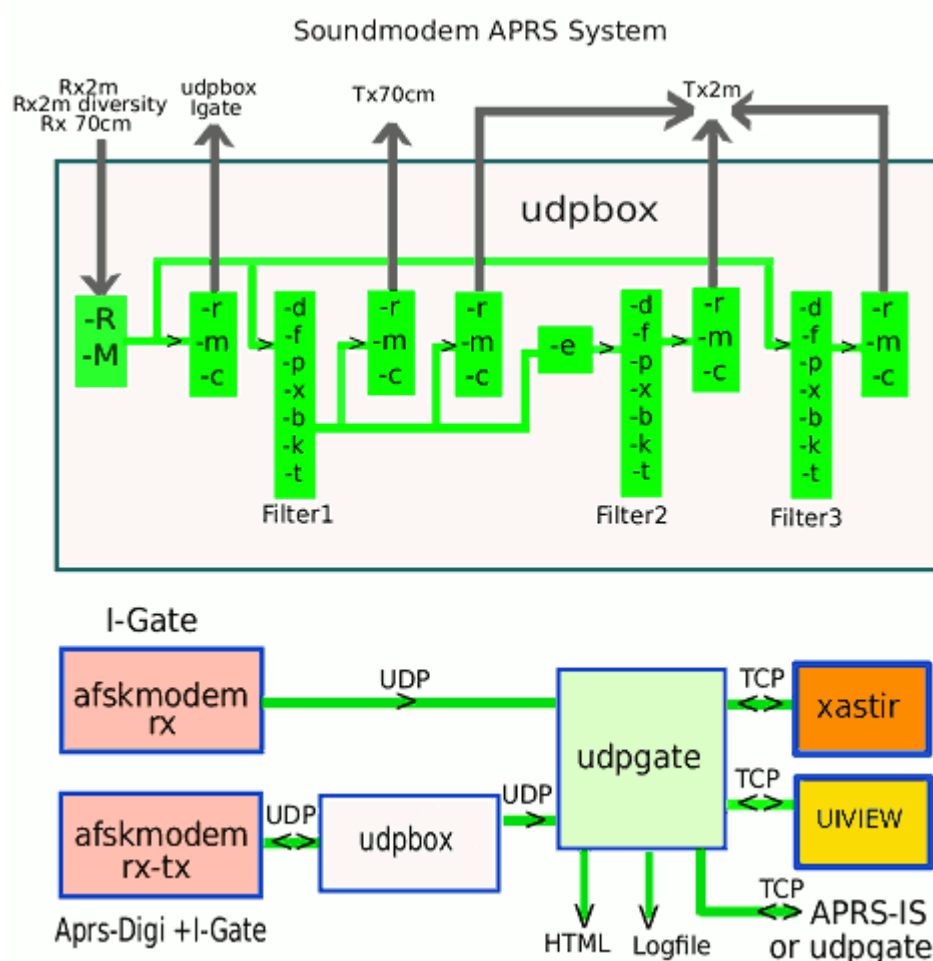 Soundmodem APRS System
Rx2m
Rx2m diversity
Rx 70cm
udpbox
Igate
Tx70cm
Tx2m
udpbox
-R
-M
-r
-m
-c
-d
-f
-p
-x
-b
-k
-t
Filter1
-r
-m
-c
-r
-m
-c
-e
-d
-f
-p
-x
-b
-k
-t
Filter2
-r
-m
-c
-d
-f
-p
-x
-b
-k
-t
Filter3
-r
-m
-c
I-Gate
afskmodem
rx
UDP
udpgate
TCP
xastir
afskmodem
rx-tx
UDP
udpbox
UDP
TCP
UIVIEW
Aprs-Digi +I-Gate
HTML
Logfile
TCP
APRS-IS
or udpgate